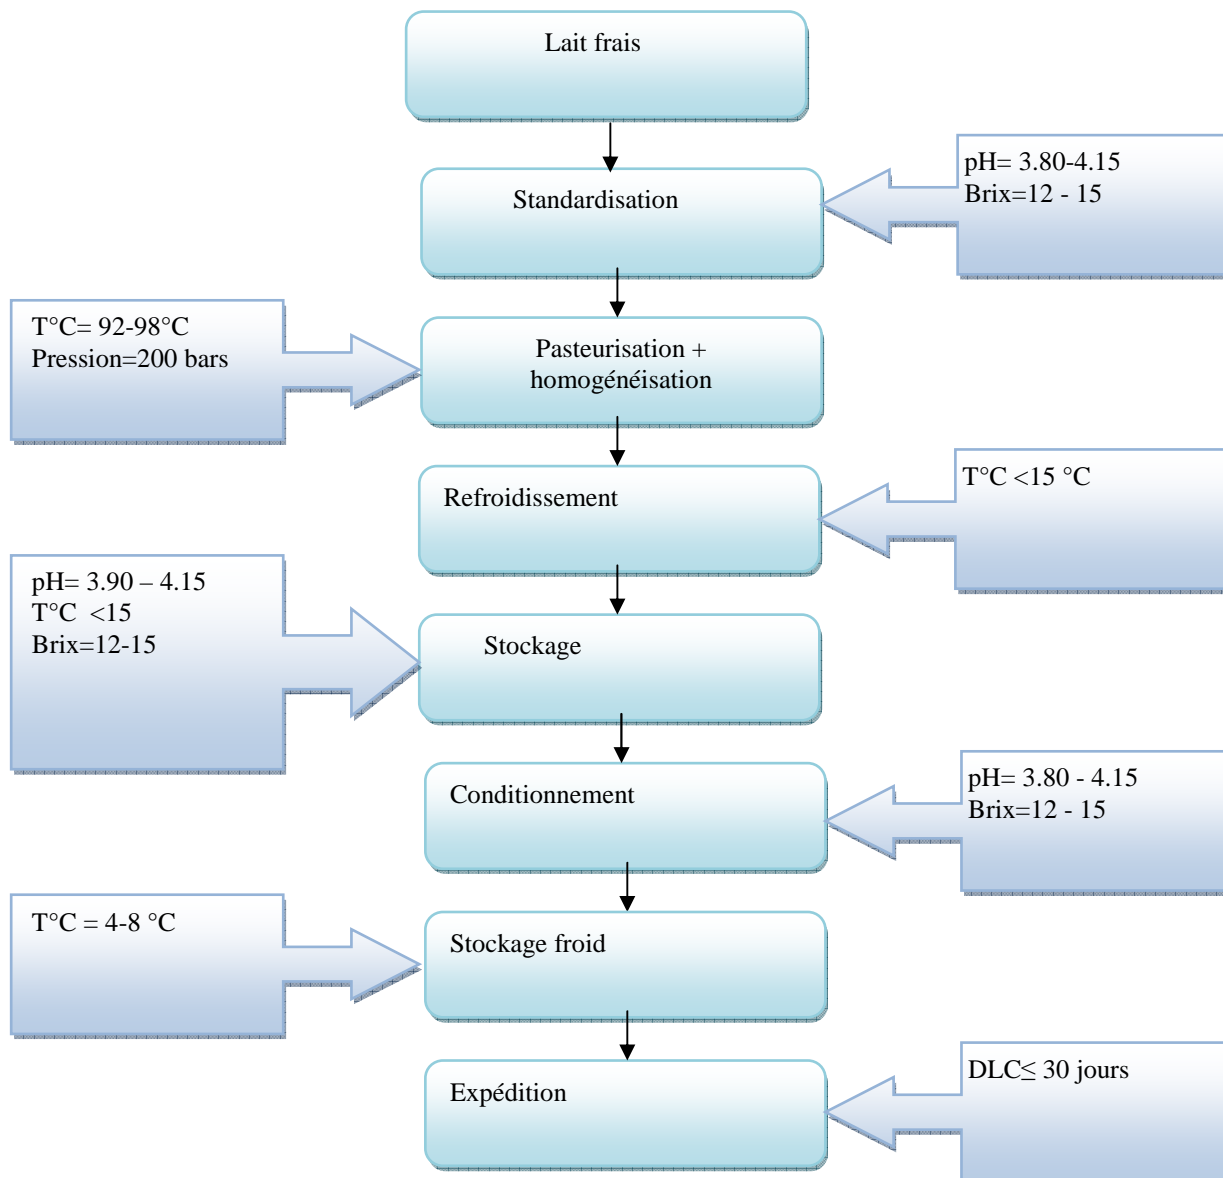 Lait frais
Standardisation
pH= 3.80-4.15
Brix=12 - 15
T°C= 92-98°C
Pression=200 bars
Pasteurisation +
homogénéisation
Refroidissement
T°C <15 °C
pH= 3.90 – 4.15
T°C <15
Brix=12-15
Stockage
Conditionnement
pH= 3.80 - 4.15
Brix=12 - 15
T°C = 4-8 °C
Stockage froid
Expédition
DLC≤ 30 jours